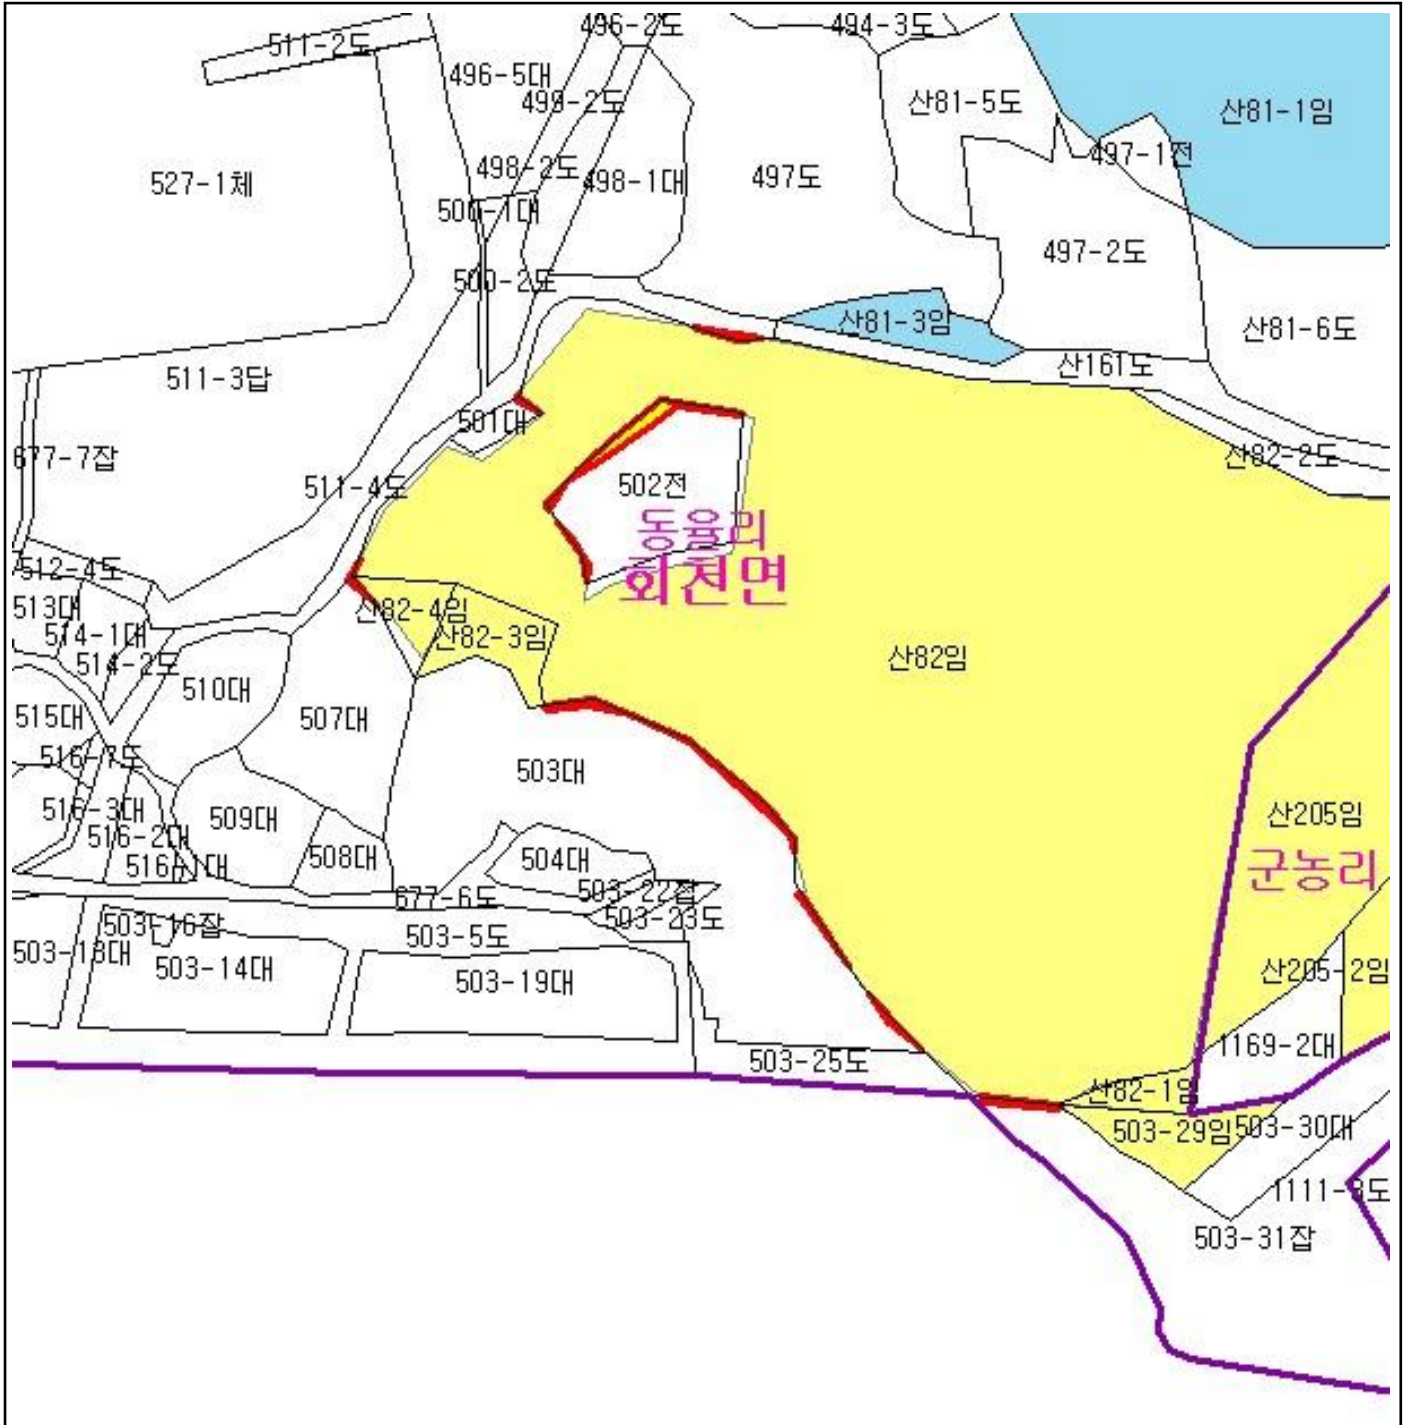 496-2도
494-3도
511-2도
496-5대
499-2도
산81-5도
산81-1임
497-1전
498-2도
498-1대
497도
527-1체
500-1대
497-2도
500-2도
산81-3임
산81-6도
산161도
511-3답
501대
677-7잡
산82-2도
511-4도
502전
동율리
회천면
512-4도
513대
산82-4임
514-1대
산82-3임
514-2도
산82임
510대
515대
507대
516-7도
503대
516-3대
509대
산205임
516-2대
508대
504대
516-1대
군농리
677-6도
503-22잡
503-16잡
503-23도
503-13대
503-5도
503-14대
503-19대
산205-2임
1169-2대
503-25도
산82-1임
503-29임
503-30대
1111-3도
503-31잡